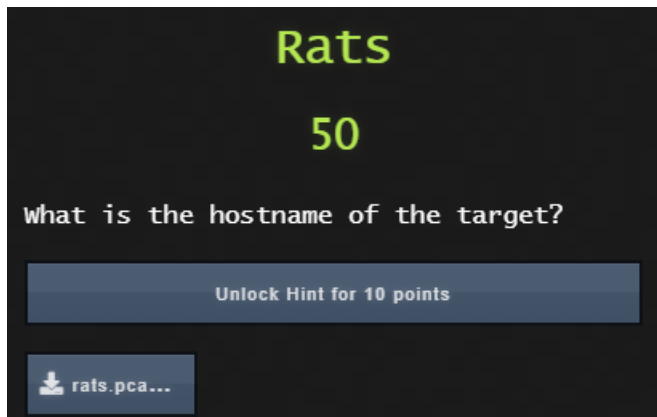 Rats
50
What is the hostname of the target?
Unlock Hint for 10 points
rats.pca...